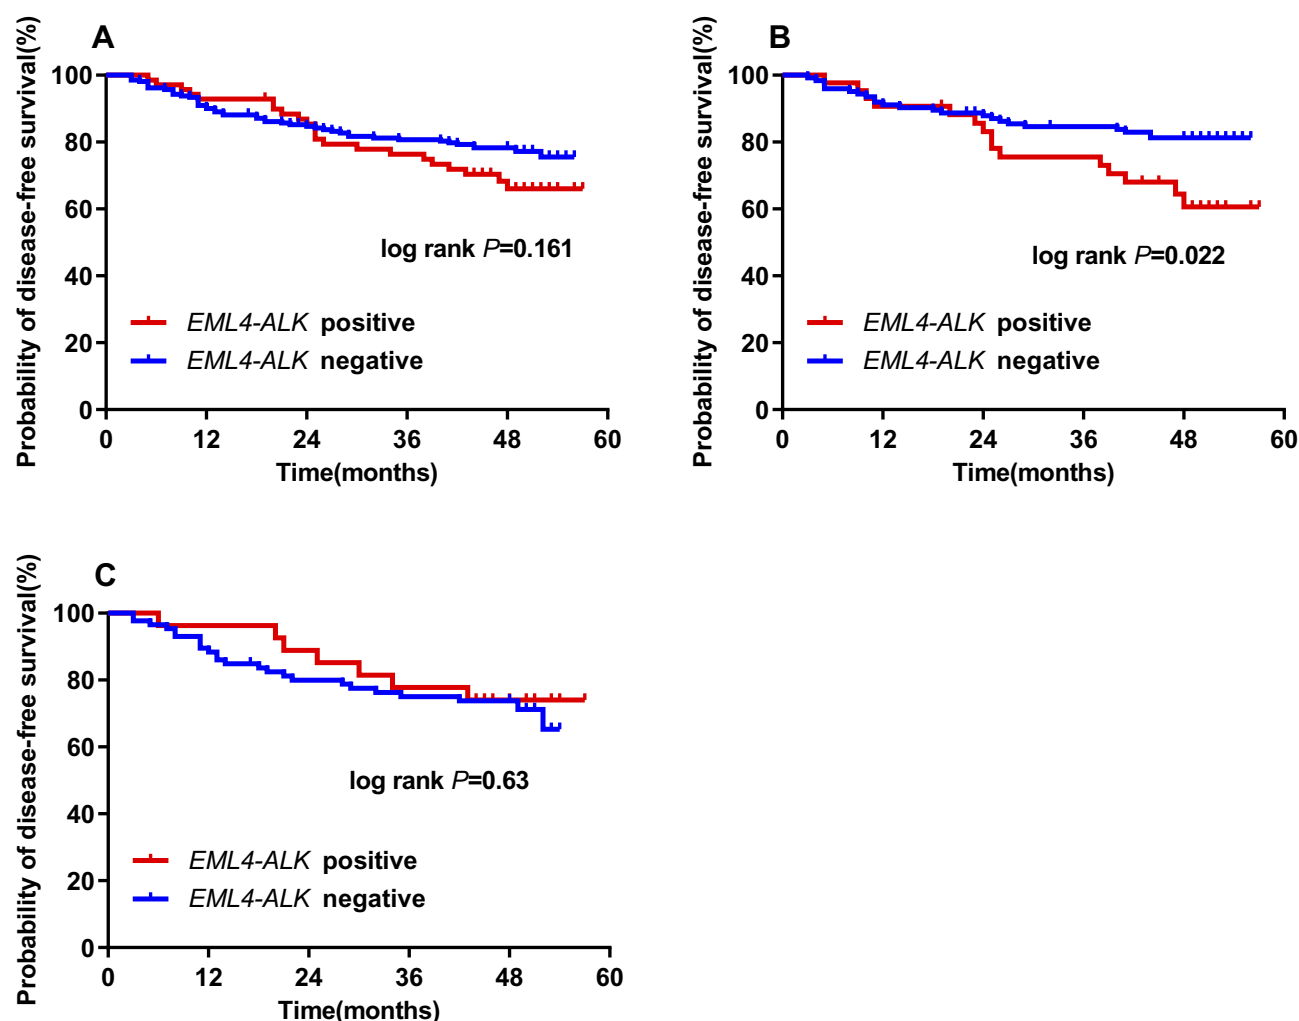 A
Probability of disease-free survival(%)
100
80
60
40
20
0
log rank P=0.161
EML4-ALK positive
EML4-ALK negative
0 12 24 36 48 60
Time(months)
B
Probability of disease-free survival(%)
100
80
60
40
20
0
log rank P=0.022
EML4-ALK positive
EML4-ALK negative
0 12 24 36 48 60
Time(months)
C
Probability of disease-free survival(%)
100
80
60
40
20
0
log rank P=0.63
EML4-ALK positive
EML4-ALK negative
0 12 24 36 48 60
Time(months)